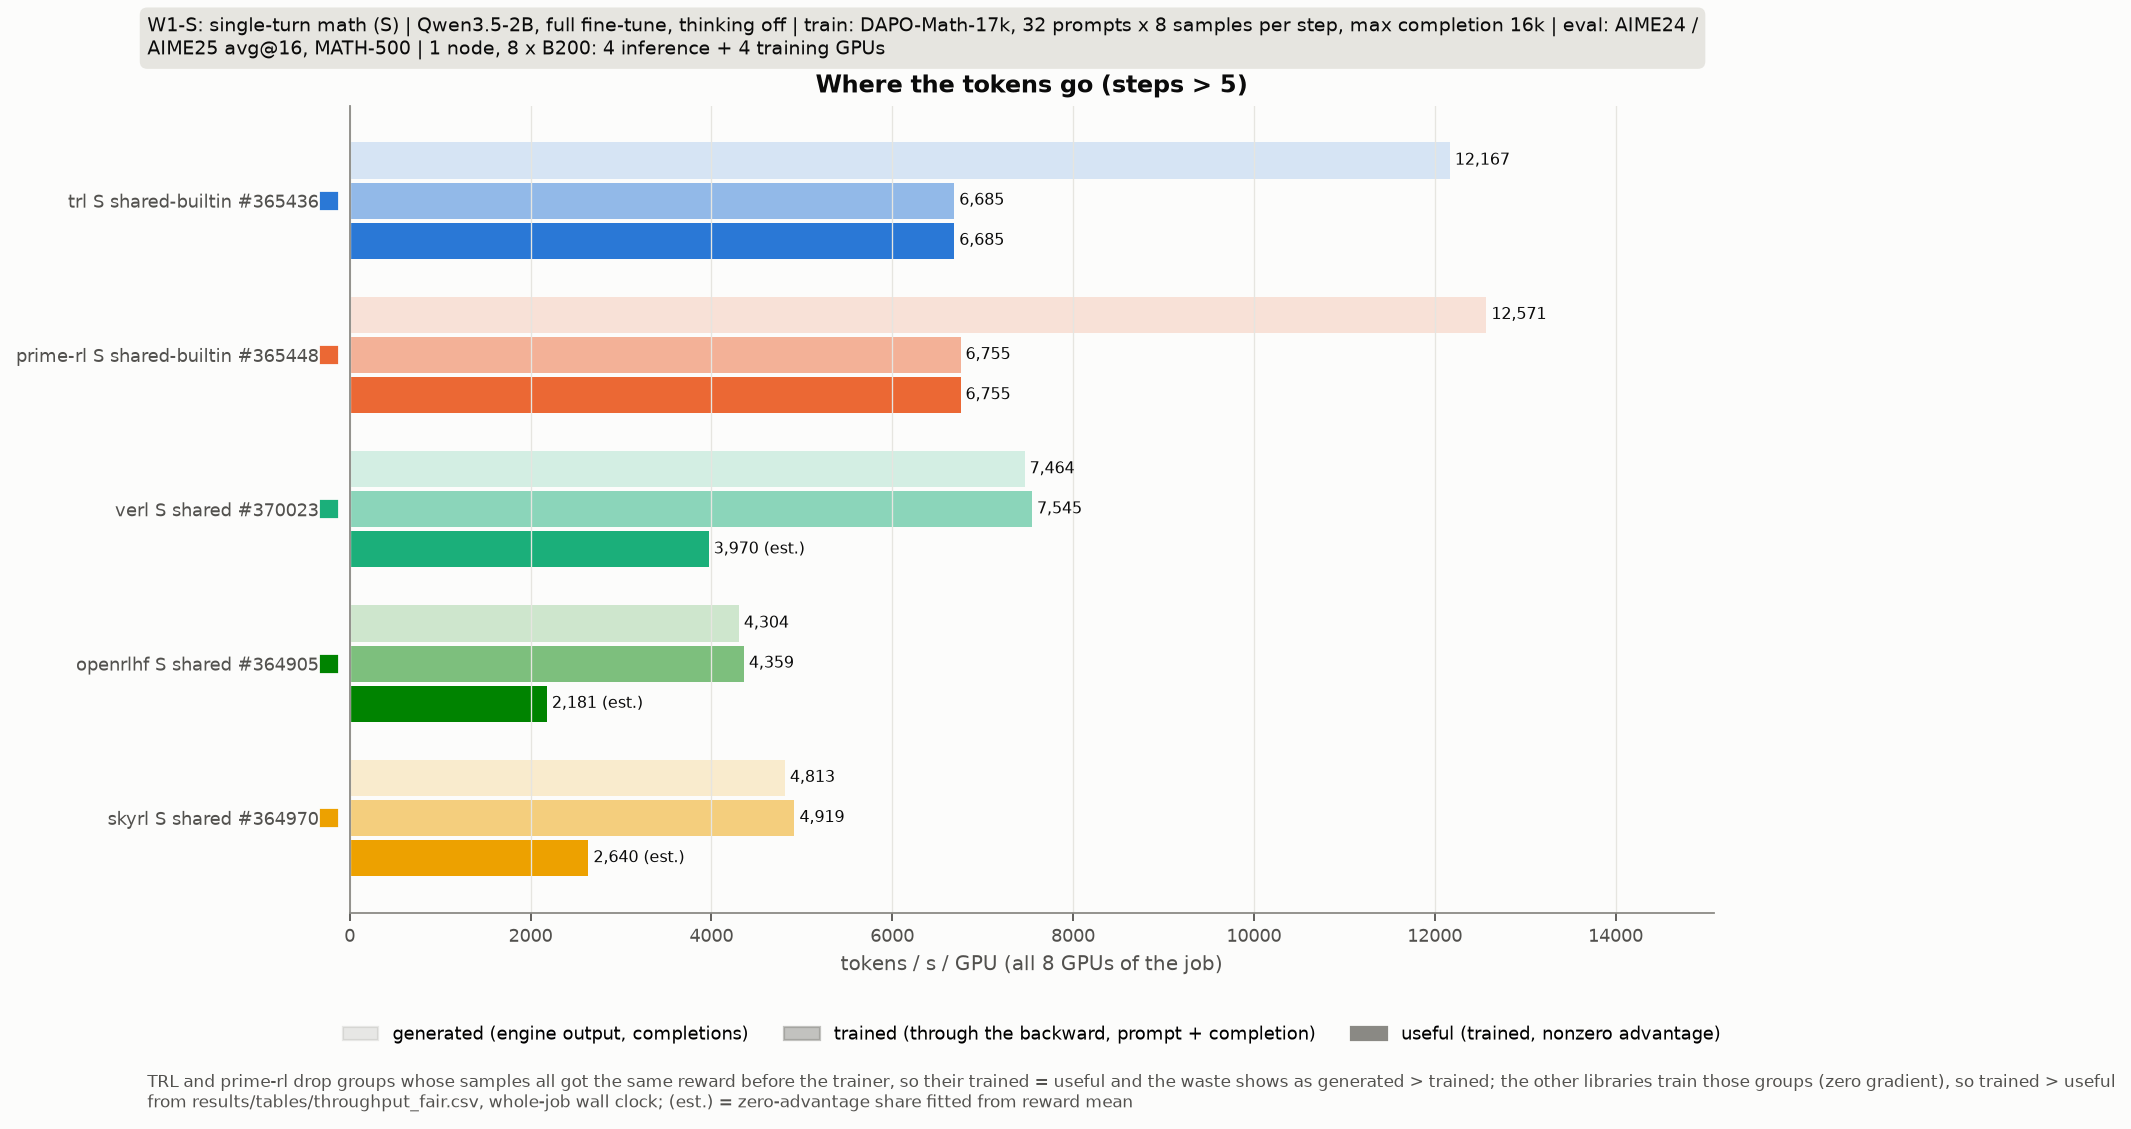 W1-S: single-turn math (S) | Qwen3.5-2B, full fine-tune, thinking off | train: DAPO-Math-17k, 32 prompts x 8 samples per step, max completion 16k | eval: AIME24 /
AIME25 avg@16, MATH-500 | 1 node, 8 x B200: 4 inference + 4 training GPUs
Where the tokens go (steps > 5)
12,167
trl S shared-builtin #365436
6,685
6,685
12,571
prime-rl S shared-builtin #365448
6,755
6,755
7,464
verl S shared #370023
7,545
3,970 (est.)
4,304
openrlhf S shared #364905
4,359
2,181 (est.)
4,813
skyrl S shared #364970
4,919
2,640 (est.)
0 2000 4000 6000 8000 10000 12000 14000
tokens / s / GPU (all 8 GPUs of the job)
generated (engine output, completions) trained (through the backward, prompt + completion) useful (trained, nonzero advantage)
TRL and prime-rl drop groups whose samples all got the same reward before the trainer, so their trained = useful and the waste shows as generated > trained; the other libraries train those groups (zero gradient), so trained > useful
from results/tables/throughput_fair.csv, whole-job wall clock; (est.) = zero-advantage share fitted from reward mean